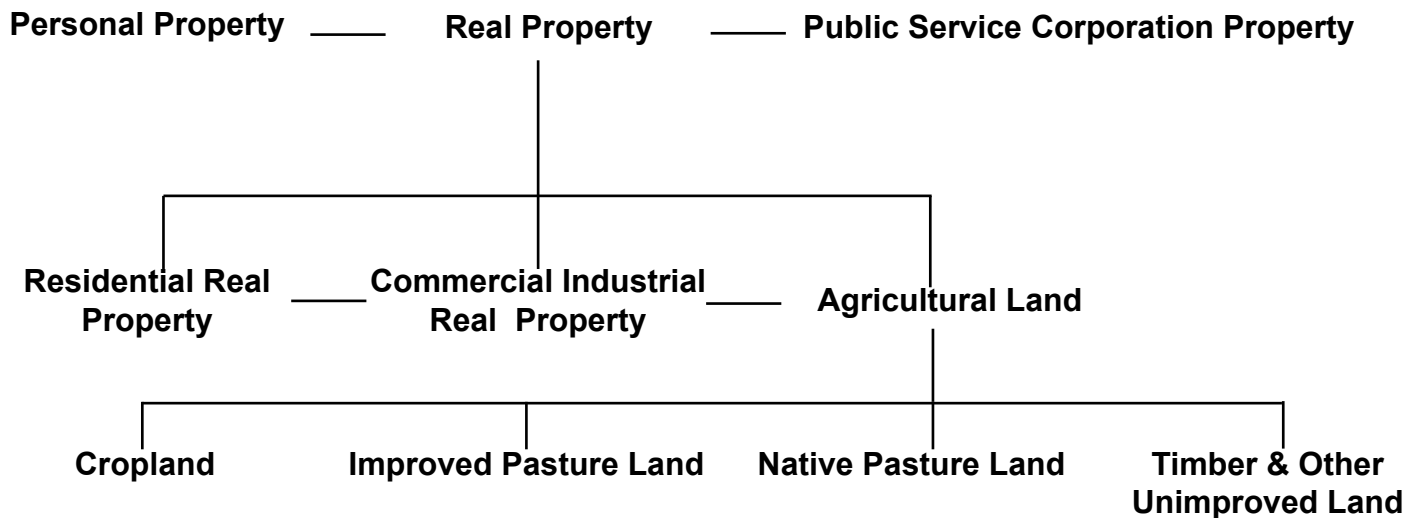 Personal Property Real Property Public Service Corporation Property
Residential Real Property
Commercial Industrial Real Property
Agricultural Land
Cropland Improved Pasture Land Native Pasture Land Timber & Other
Unimproved Land